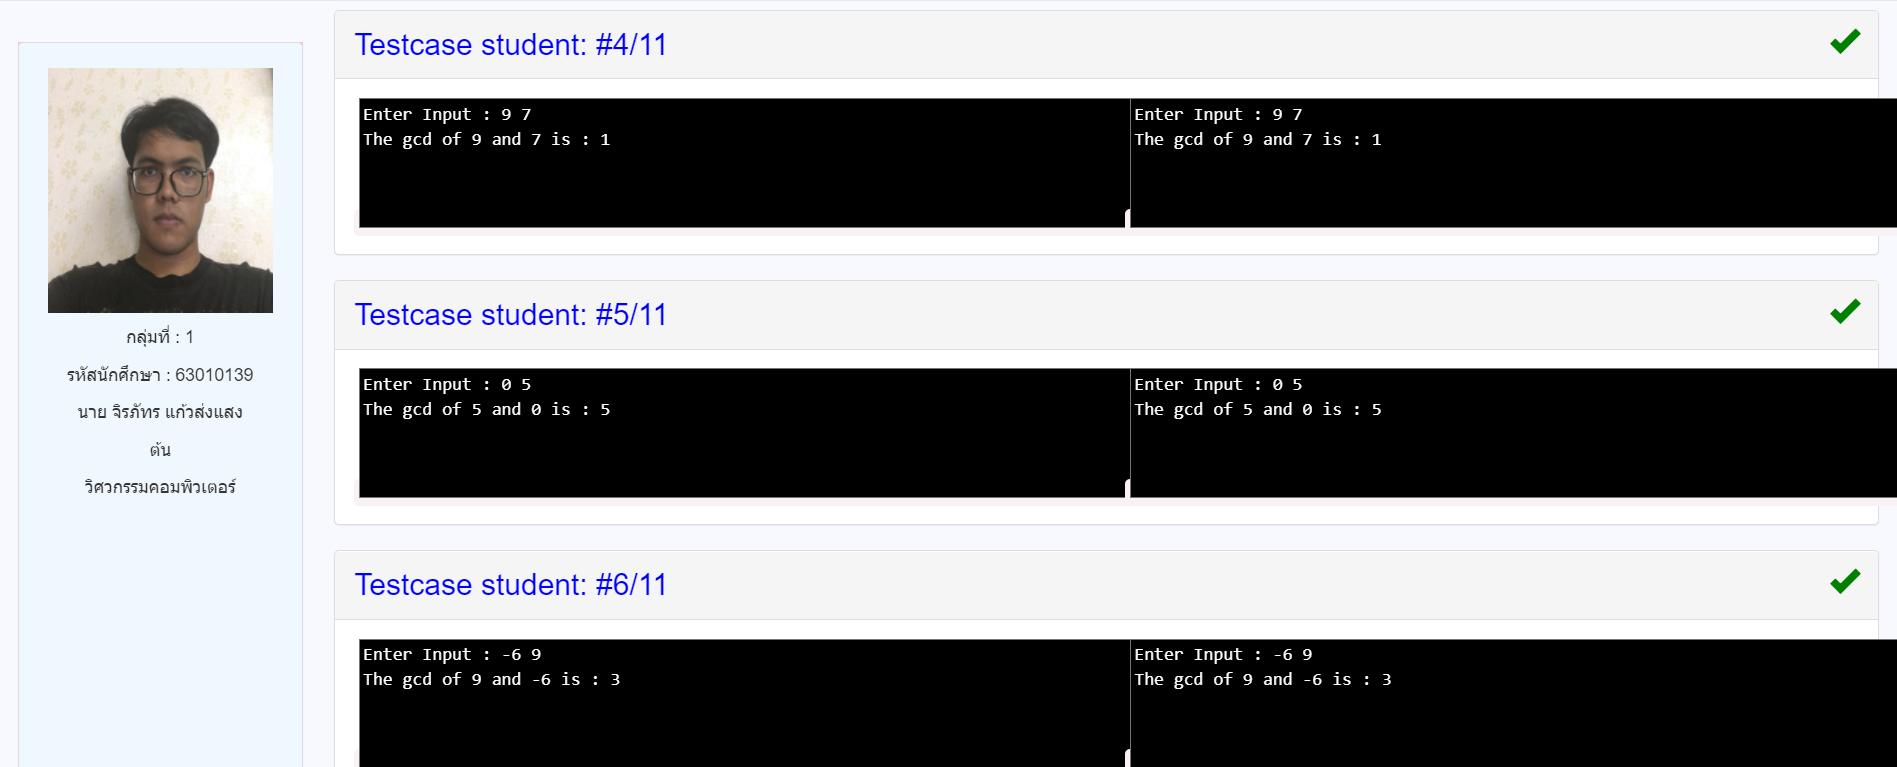 กลุ่มที่ : 1
รหัสนักศึกษา : 63010139
นาย จิรภัทร แก้วส่งแสง
ต้น
วิศวกรรมคอมพิวเตอร์
Testcase student: #4/11
Enter Input : 9 7
The gcd of 9 and 7 is : 1
Enter Input : 9 7
The gcd of 9 and 7 is : 1
Testcase student: #5/11
Enter Input : 0 5
The gcd of 5 and 0 is : 5
Enter Input : 0 5
The gcd of 5 and 0 is : 5
Testcase student: #6/11
Enter Input : -6 9
The gcd of 9 and -6 is : 3
Enter Input : -6 9
The gcd of 9 and -6 is : 3